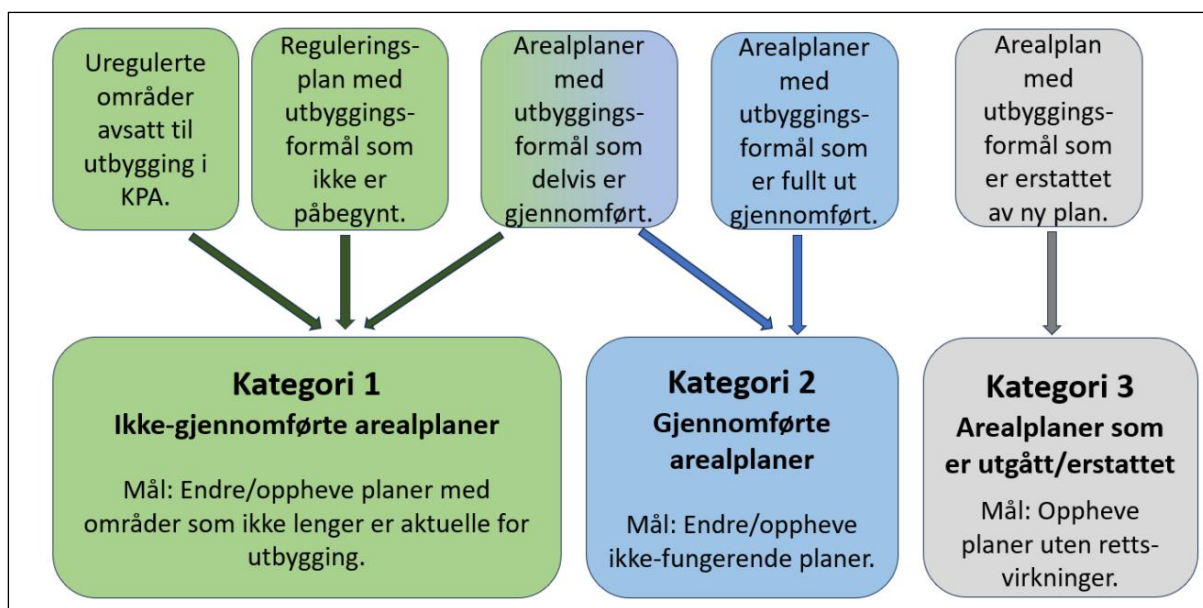 Uregulerte
områder
avsatt til
utbygging i
KPA.
Regulerings-
plan med
utbyggings-
formål som
ikke er
påbegynt.
Arealplaner
med
utbyggings-
formål som
delvis er
gjennomført.
Arealplaner
med
utbyggings-
formål som
er fullt ut
gjennomført.
Arealplan
med
utbyggings-
formål som
er erstattet
av ny plan.
Kategori 1
Ikke-gjennomførte arealplaner
Mål: Endre/oppheve planer med
områder som ikke lenger er aktuelle for
utbygging.
Kategori 2
Gjennomførte
arealplaner
Mål: Endre/oppheve
ikke-fungerende planer.
Kategori 3
Arealplaner som
er utgått/erstattet
Mål: Oppheve
planer uten retts-
virkninger.